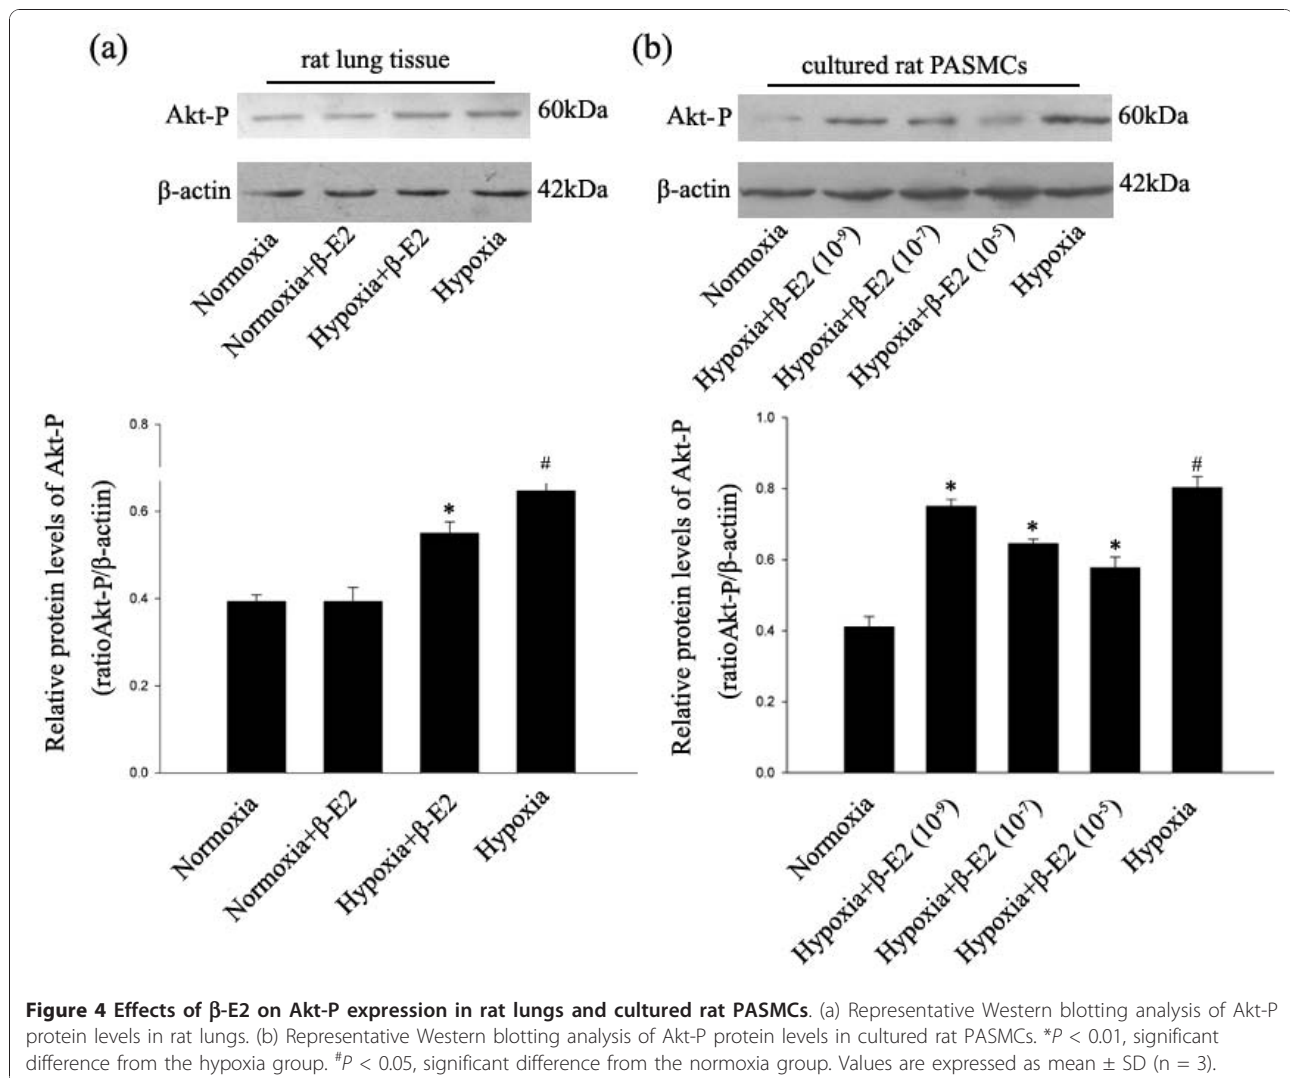 (a)
rat lung tissue
Akt-P
60kDa
β-actin
42kDa
Normoxia
Normoxia+β-E2
Hypoxia+β-E2
Hypoxia
(b)
cultured rat PASMCs
Akt-P
60kDa
β-actin
42kDa
Normoxia
Hypoxia+β-E2 (10⁻⁹)
Hypoxia+β-E2 (10⁻⁷)
Hypoxia+β-E2 (10⁻⁵)
Hypoxia
Relative protein levels of Akt-P
(ratioAkt-P/β-actiin)
0.8
0.6
0.4
0.2
0.0
*
#
Normoxia
Normoxia+β-E2
Hypoxia+β-E2
Hypoxia
Relative protein levels of Akt-P
(ratioAkt-P/β-actiin)
1.0
0.8
0.6
0.4
0.2
0.0
*
*
*
#
Normoxia
Hypoxia+β-E2 (10⁻⁹)
Hypoxia+β-E2 (10⁻⁷)
Hypoxia+β-E2 (10⁻⁵)
Hypoxia
Figure 4 Effects of β-E2 on Akt-P expression in rat lungs and cultured rat PASMCs. (a) Representative Western blotting analysis of Akt-P
protein levels in rat lungs. (b) Representative Western blotting analysis of Akt-P protein levels in cultured rat PASMCs. *P < 0.01, significant
difference from the hypoxia group. #P < 0.05, significant difference from the normoxia group. Values are expressed as mean ± SD (n = 3).